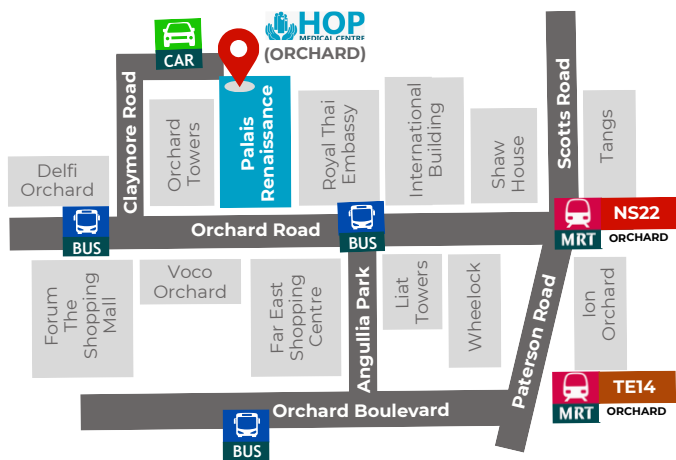 HOP
MEDICAL CENTRE
(ORCHARD)
CAR
Claymore Road
Orchard
Towers
Palais
Renaissance
Royal Thai
Embassy
International
Building
Shaw
House
Scotts Road
Tangs
Delfi
Orchard
BUS
Orchard Road
BUS
MRT
NS22
ORCHARD
Forum
The
Shopping
Mall
Voco
Orchard
Far East
Shopping
Centre
Angullia Park
Liat
Towers
Wheelock
Paterson Road
Ion
Orchard
MRT
TE14
ORCHARD
Orchard Boulevard
BUS